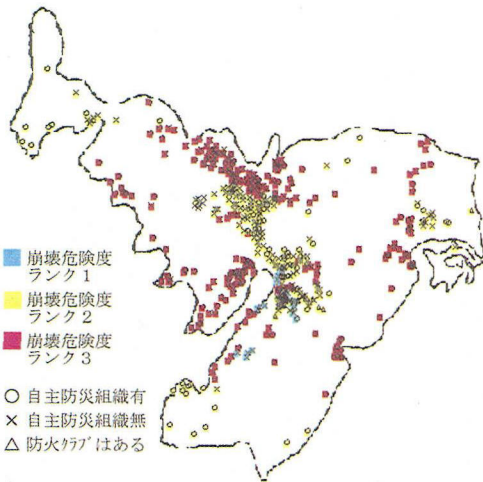 崩壊危険度
ランク1
崩壊危険度
ランク2
崩壊危険度
ランク3
○ 自主防災組織有
× 自主防災組織無
△ 防火クラブはある